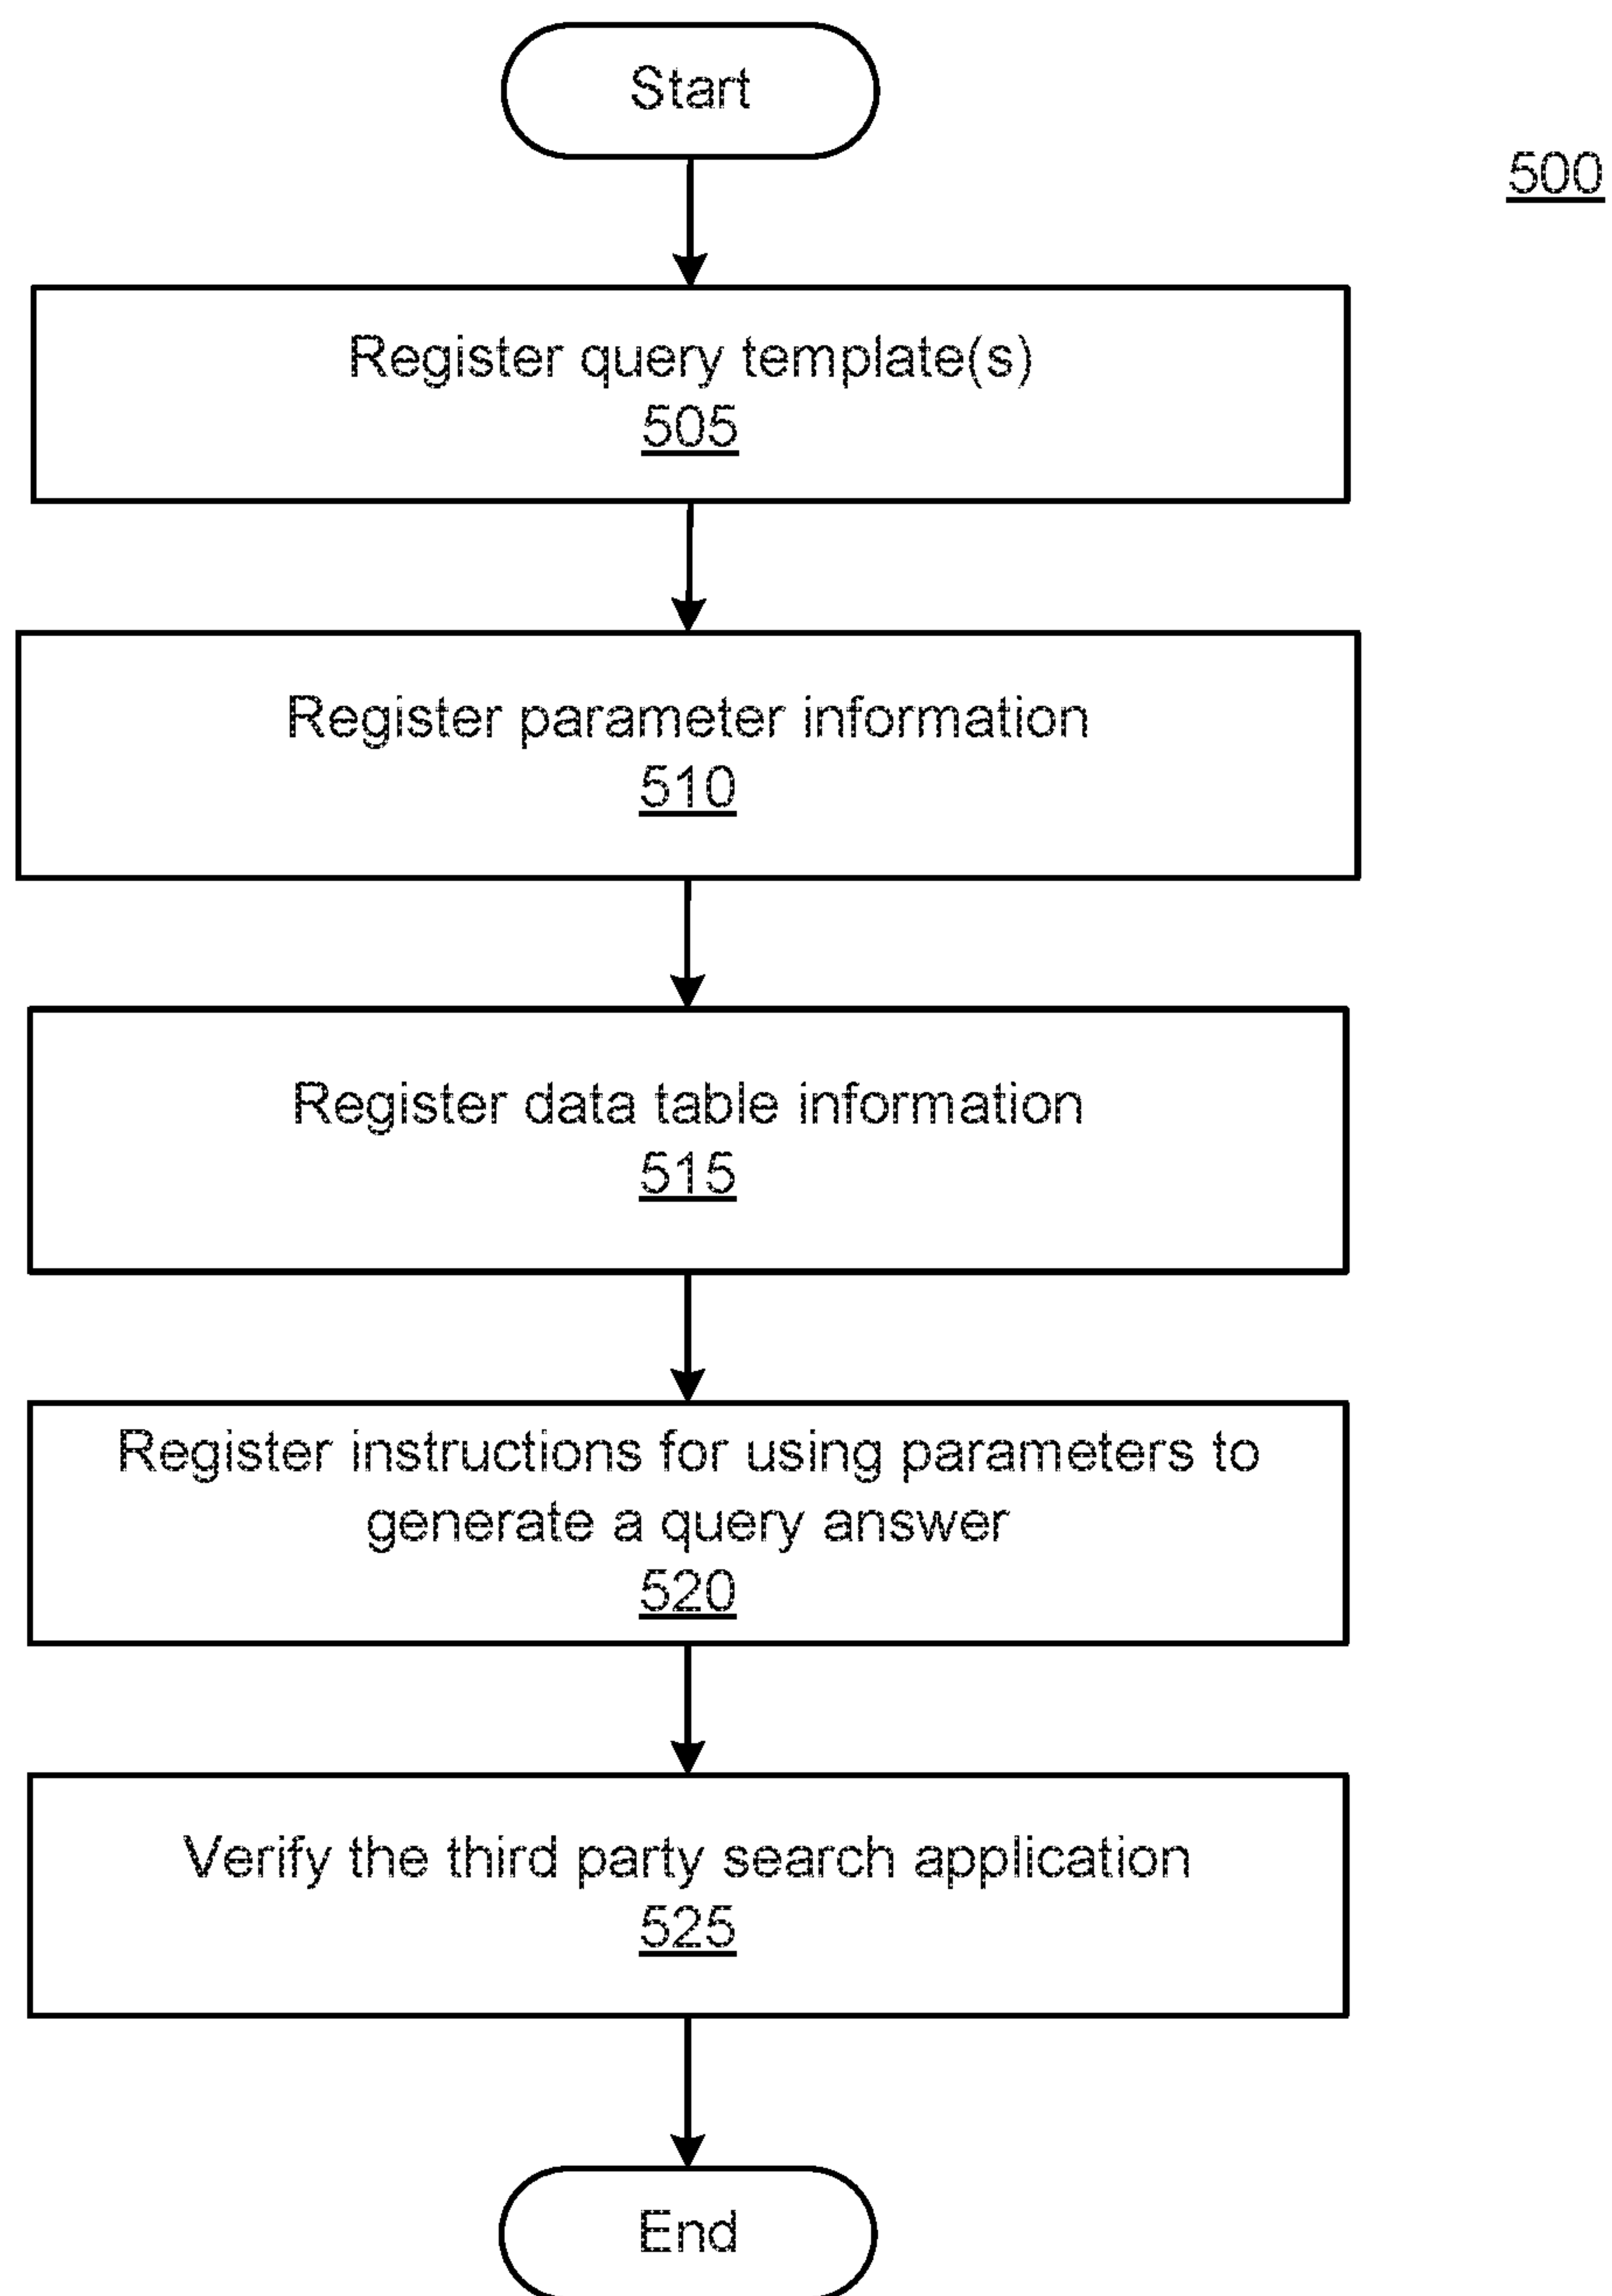 Start
500
Register query template(s)
505
Register parameter information
510
Register data table information
515
Register instructions for using parameters to
generate a query answer
520
Verify the third party search application
525
End